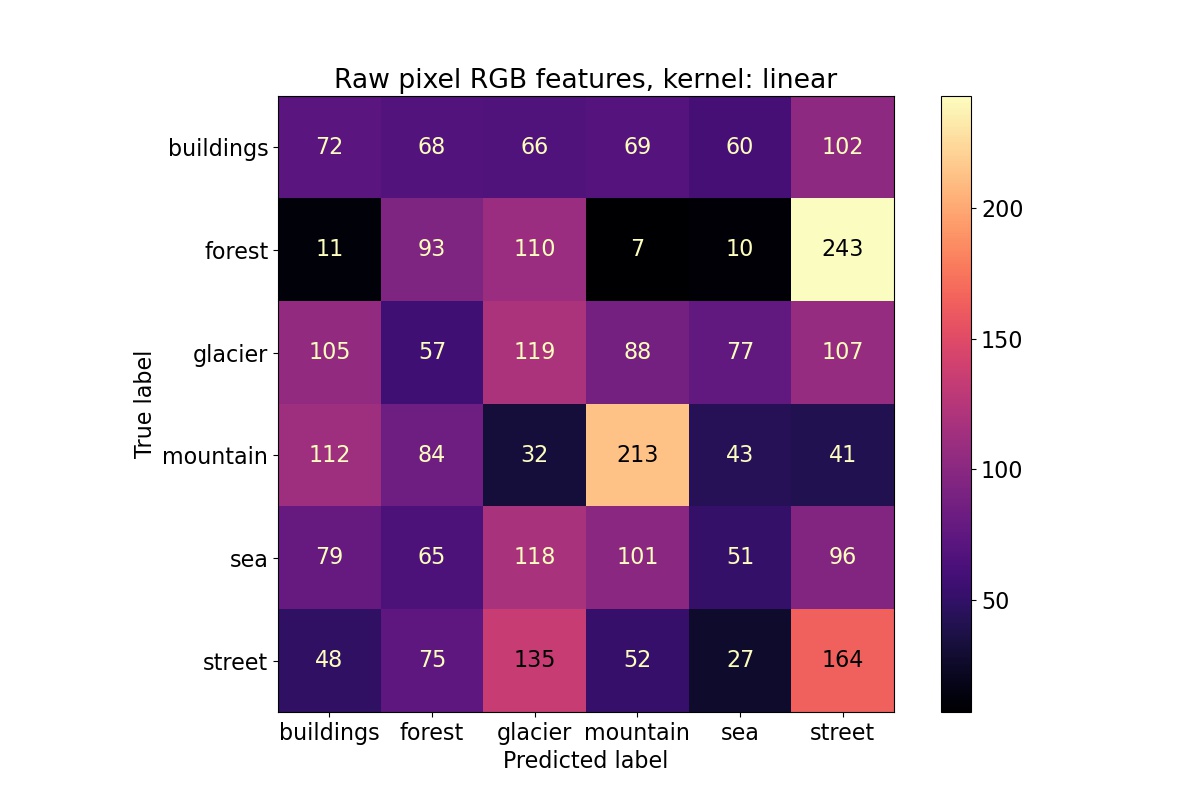 Raw pixel RGB features, kernel: linear
buildings 72 68 66 69 60 102
forest 11 93 110 7 10 243
glacier 105 57 119 88 77 107
mountain 112 84 32 213 43 41
sea 79 65 118 101 51 96
street 48 75 135 52 27 164
True label
buildings forest glacier mountain sea street
Predicted label
200
150
100
50